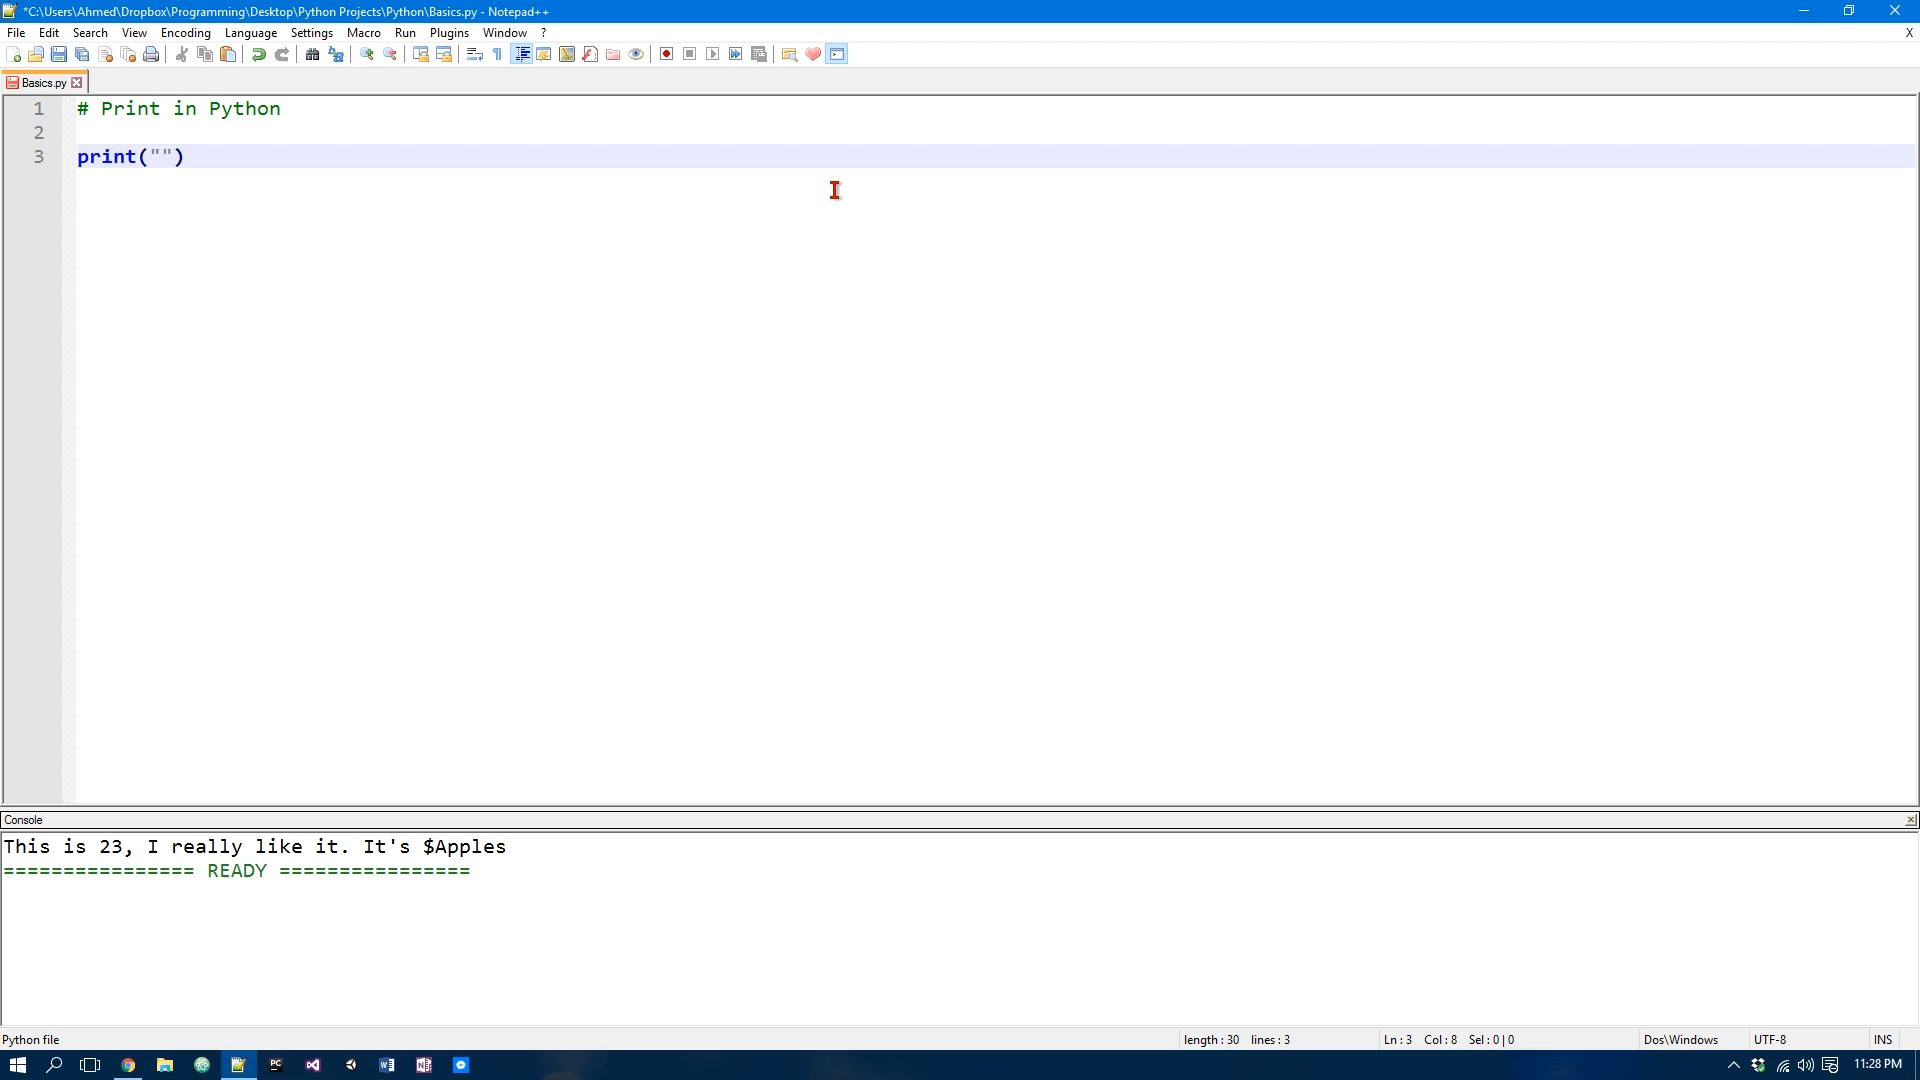 *C:\Users\Ahmed\Dropbox\Programming\Desktop\Python Projects\Python\Basics.py - Notepad++
File Edit Search View Encoding Language Settings Macro Run Plugins Window ? X
Basics.py
1 # Print in Python
2
3 print("")
Console
This is 23, I really like it. It's $Apples
================ READY ================
Python file length : 30 lines : 3 Ln : 3 Col : 8 Sel : 0 | 0 Dos\Windows UTF-8 INS
11:28 PM